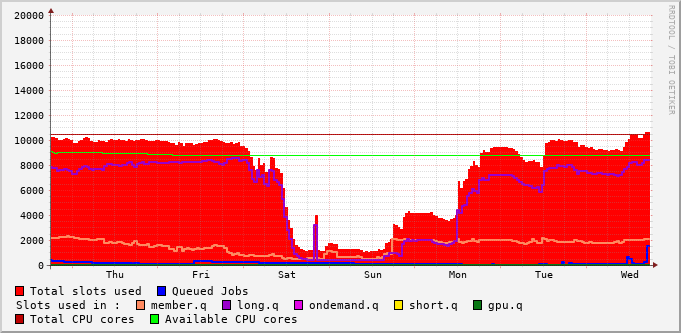 RRDTOOL / TOBI OETIKER
20000
18000
16000
14000
12000
10000
8000
6000
4000
2000
0
Thu Fri Sat Sun Mon Tue Wed
Total slots used Queued Jobs
Slots used in : member.q long.q ondemand.q short.q gpu.q
Total CPU cores Available CPU cores